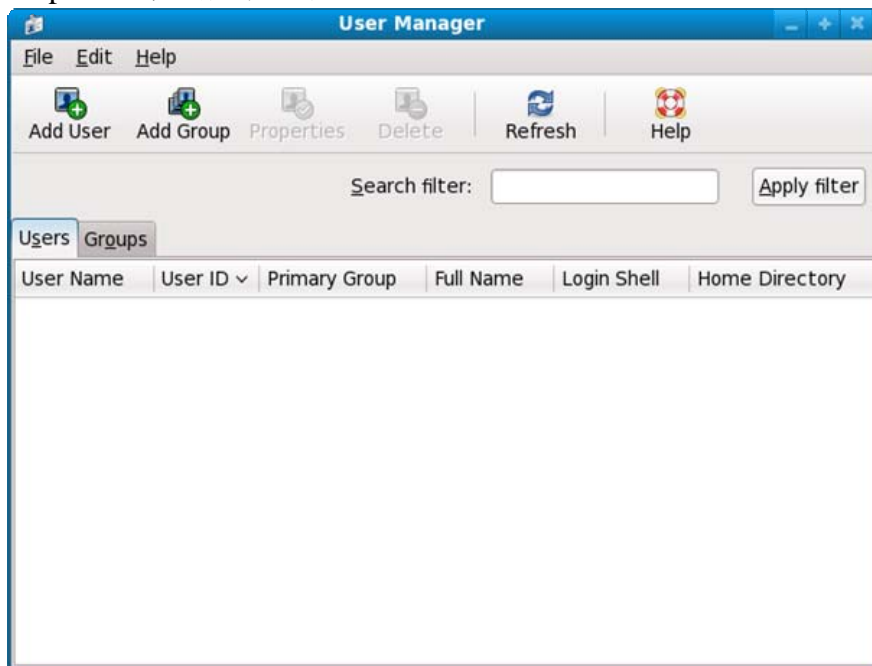 User Manager
File Edit Help
Add User Add Group Properties Delete Refresh Help
Search filter: Apply filter
Users Groups
User Name User ID Primary Group Full Name Login Shell Home Directory